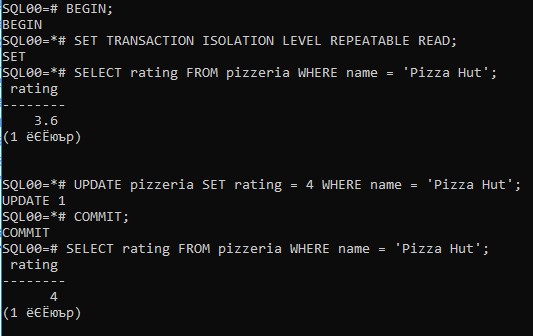 SQL00=# BEGIN;
BEGIN
SQL00=*# SET TRANSACTION ISOLATION LEVEL REPEATABLE READ;
SET
SQL00=*# SELECT rating FROM pizzeria WHERE name = 'Pizza Hut';
rating
--------
3.6
(1 ёЄЁюър)
SQL00=*# UPDATE pizzeria SET rating = 4 WHERE name = 'Pizza Hut';
UPDATE 1
SQL00=*# COMMIT;
COMMIT
SQL00=# SELECT rating FROM pizzeria WHERE name = 'Pizza Hut';
rating
--------
4
(1 ёЄЁюър)